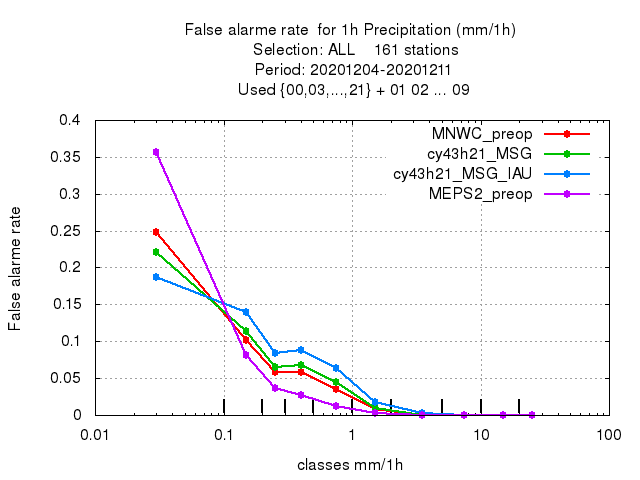 False alarme rate  for 1h Precipitation (mm/1h)
Selection: ALL    161 stations
Period: 20201204-20201211
Used {00,03,...,21} + 01 02 ... 09
MNWC_preop
cy43h21_MSG
cy43h21_MSG_IAU
MEPS2_preop
False alarme rate
0.4
0.35
0.3
0.25
0.2
0.15
0.1
0.05
0
0.01 0.1 1 10 100
classes mm/1h